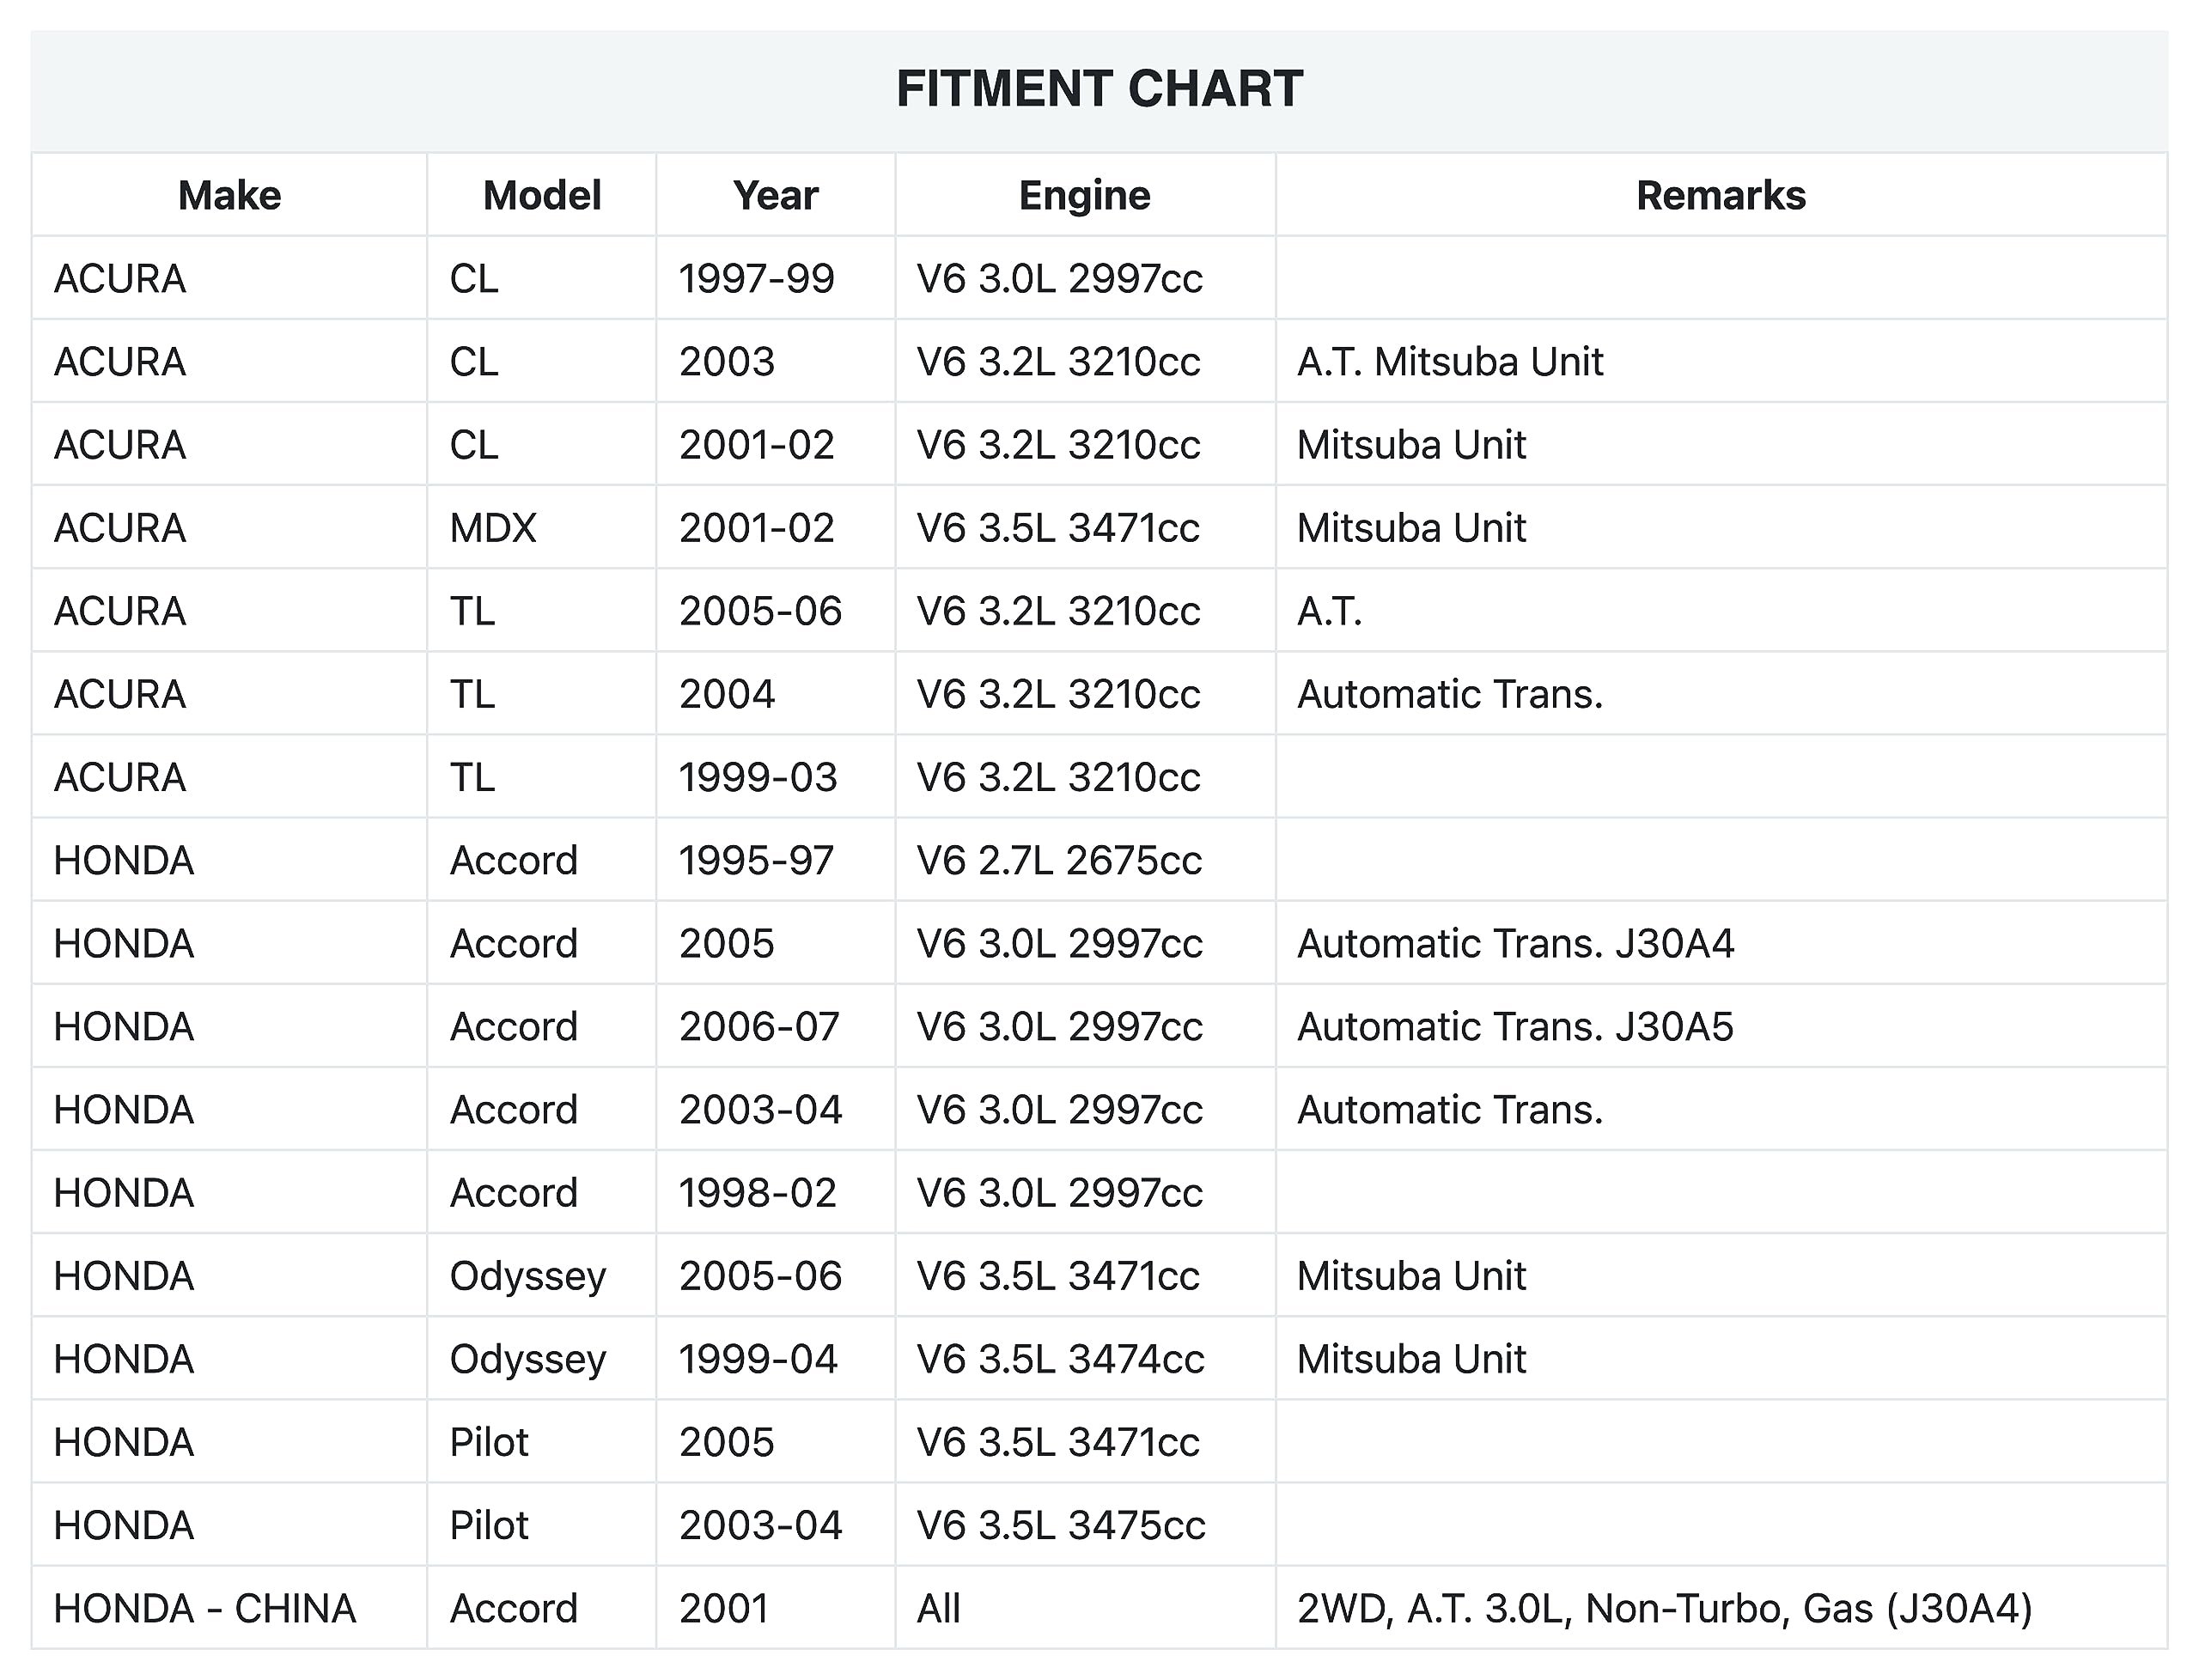 FITMENT CHART
Make Model Year Engine Remarks
ACURA CL 1997-99 V6 3.0L 2997cc
ACURA CL 2003 V6 3.2L 3210cc A.T. Mitsuba Unit
ACURA CL 2001-02 V6 3.2L 3210cc Mitsuba Unit
ACURA MDX 2001-02 V6 3.5L 3471cc Mitsuba Unit
ACURA TL 2005-06 V6 3.2L 3210cc A.T.
ACURA TL 2004 V6 3.2L 3210cc Automatic Trans.
ACURA TL 1999-03 V6 3.2L 3210cc
HONDA Accord 1995-97 V6 2.7L 2675cc
HONDA Accord 2005 V6 3.0L 2997cc Automatic Trans. J30A4
HONDA Accord 2006-07 V6 3.0L 2997cc Automatic Trans. J30A5
HONDA Accord 2003-04 V6 3.0L 2997cc Automatic Trans.
HONDA Accord 1998-02 V6 3.0L 2997cc
HONDA Odyssey 2005-06 V6 3.5L 3471cc Mitsuba Unit
HONDA Odyssey 1999-04 V6 3.5L 3474cc Mitsuba Unit
HONDA Pilot 2005 V6 3.5L 3471cc
HONDA Pilot 2003-04 V6 3.5L 3475cc
HONDA - CHINA Accord 2001 All 2WD, A.T. 3.0L, Non-Turbo, Gas (J30A4)